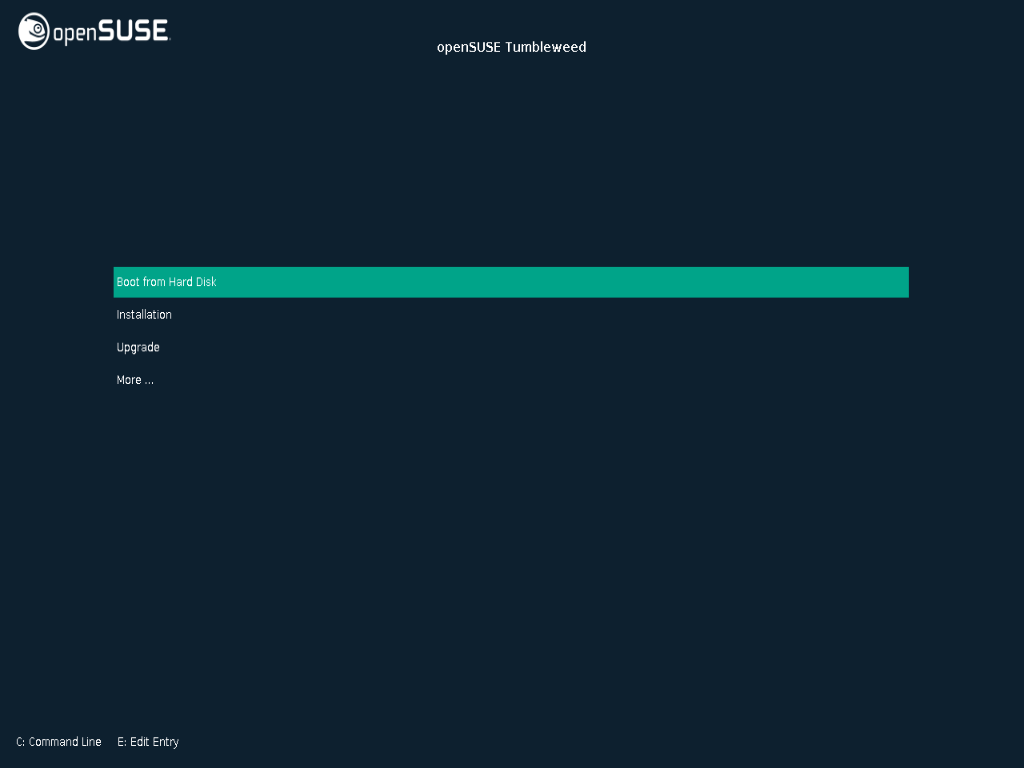 openSUSE
openSUSE Tumbleweed
Boot from Hard Disk
Installation
Upgrade
More ...
C: Command Line E: Edit Entry